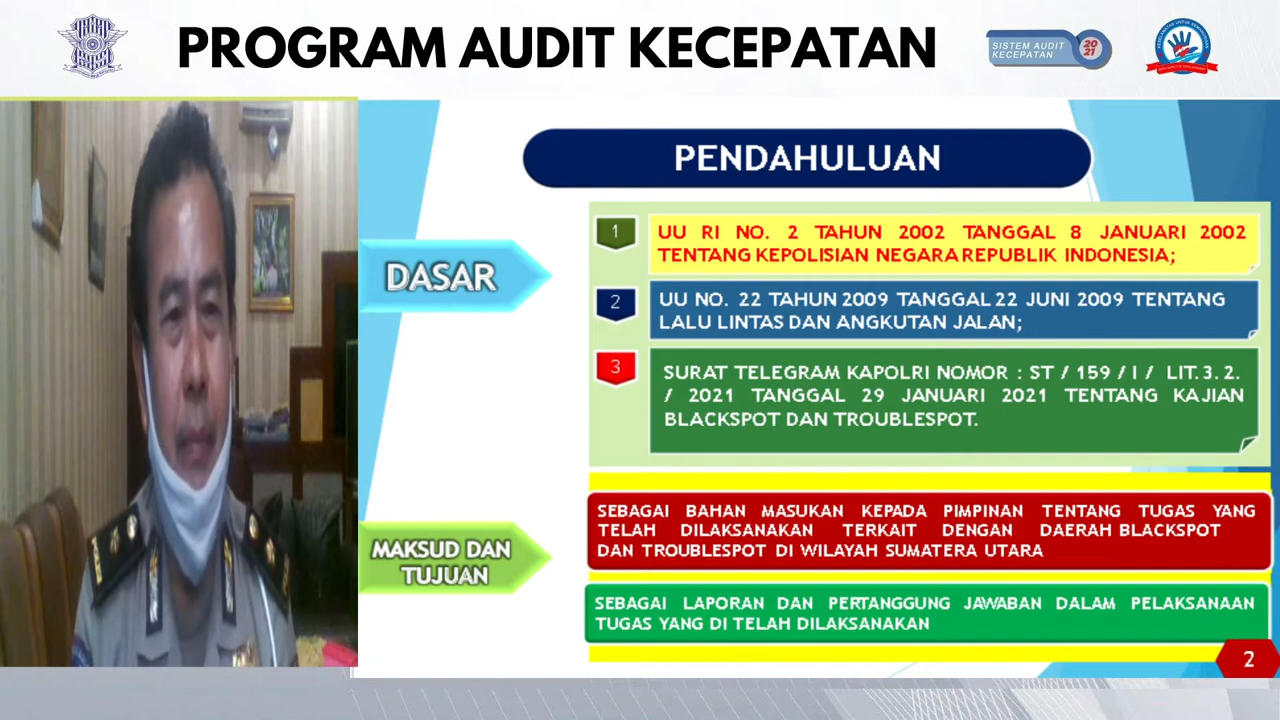 PROGRAM AUDIT KECEPATAN
SISTEM AUDIT
KECEPATAN
20
21
PENDAHULUAN
DASAR
1
UU RI NO. 2 TAHUN 2002 TANGGAL 8 JANUARI 2002
TENTANG KEPOLISIAN NEGARA REPUBLIK INDONESIA;
2
UU NO. 22 TAHUN 2009 TANGGAL 22 JUNI 2009 TENTANG
LALU LINTAS DAN ANGKUTAN JALAN;
3
SURAT TELEGRAM KAPOLRI NOMOR : ST / 159 / I / LIT. 3. 2.
/ 2021 TANGGAL 29 JANUARI 2021 TENTANG KAJIAN
BLACKSPOT DAN TROUBLESPOT.
MAKSUD DAN
TUJUAN
SEBAGAI BAHAN MASUKAN KEPADA PIMPINAN TENTANG TUGAS YANG
TELAH DILAKSANAKAN TERKAIT DENGAN DAERAH BLACKSPOT
DAN TROUBLESPOT DI WILAYAH SUMATERA UTARA
SEBAGAI LAPORAN DAN PERTANGGUNG JAWABAN DALAM PELAKSANAAN
TUGAS YANG DI TELAH DILAKSANAKAN
2